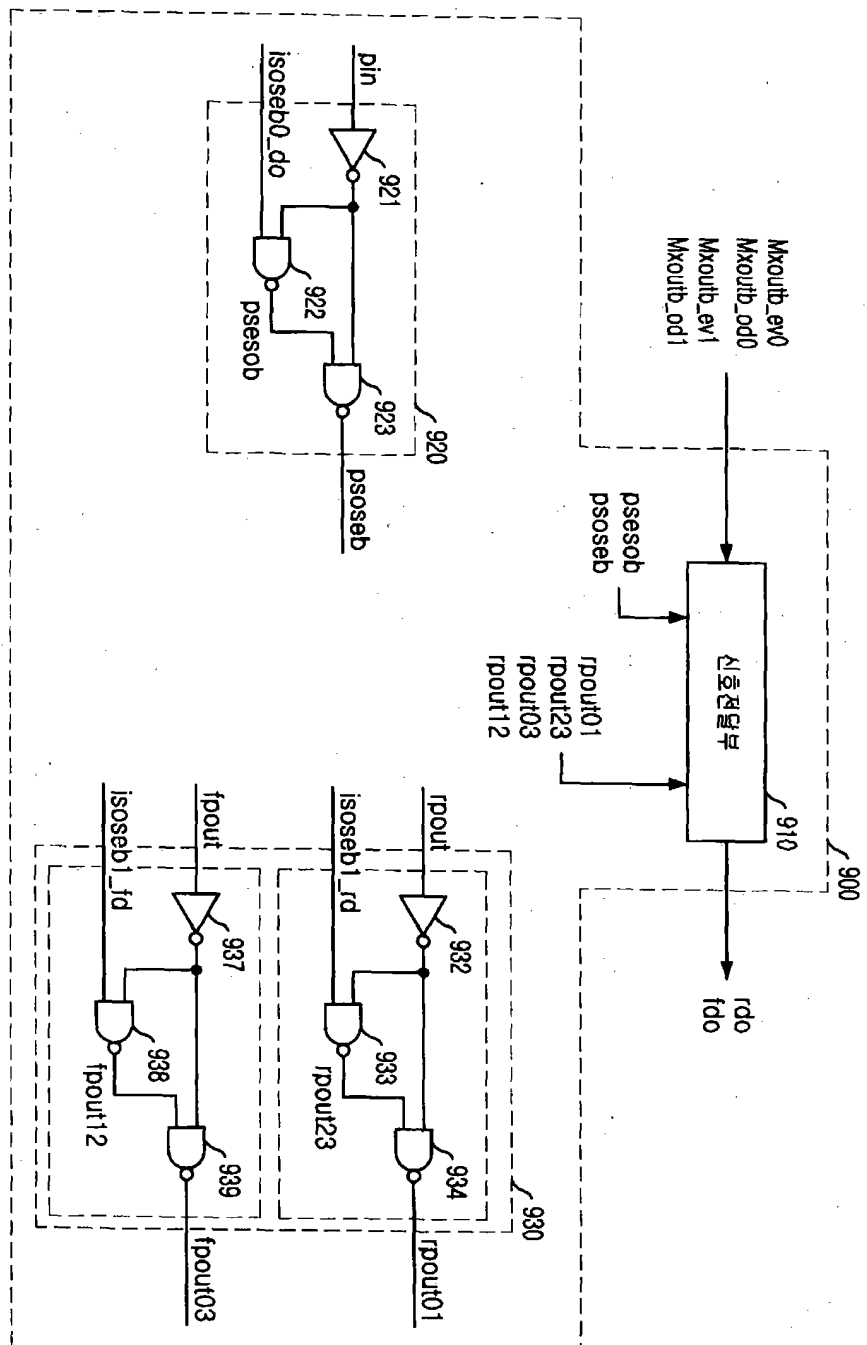 Mxoutb_ev0
Mxoutb_od0
Mxoutb_ev1
Mxoutb_od1
psesob
psoseb
rpout01
rpout23
rpout03
rpout12
신호전달부
910
900
rdo
fdo
pin
isoseb0_do
921
922
psesob
923
920
psoseb
rpout
isoseb1_rd
932
933
rpout23
934
rpout01
fpout
isoseb1_fd
937
938
fpout12
939
930
fpout03